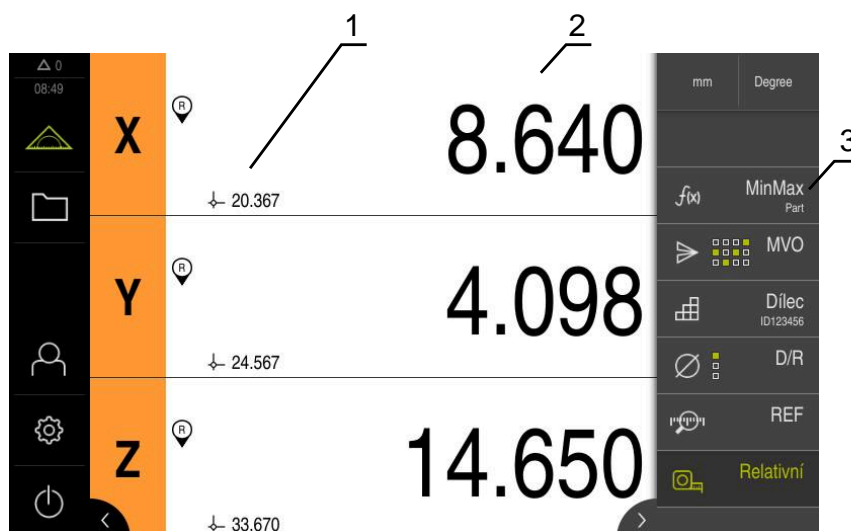 1
2
3
0
08:49
X
R
8.640
20.367
Y
R
4.098
24.567
Z
R
14.650
33.670
mm
Degree
f(x)
MinMax
Part
MVO
Dílec
ID123456
D/R
REF
Relativní